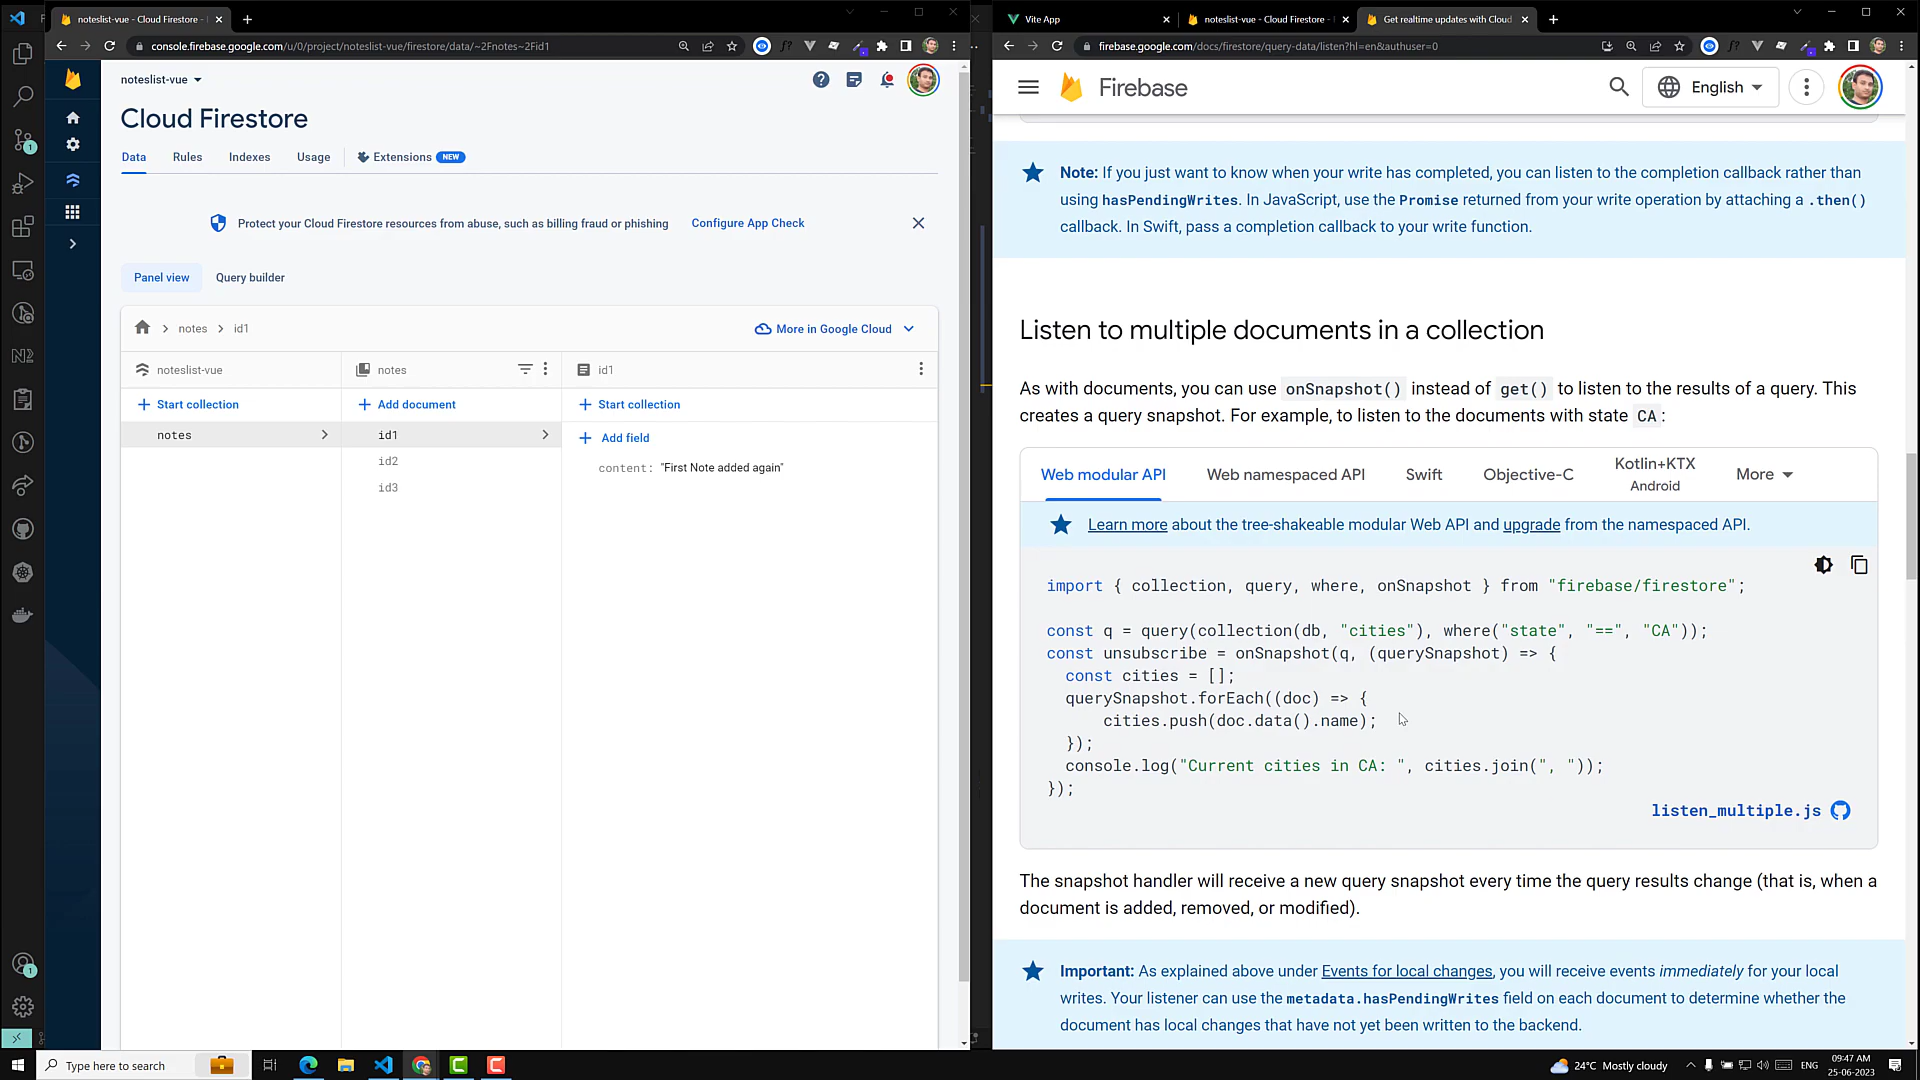 noteslist-vue - Cloud Firestore -
console.firebase.google.com/u/0/project/noteslist-vue/firestore/data/~2Fnotes~2Fid1
noteslist-vue
Cloud Firestore
Data
Rules
Indexes
Usage
Extensions
NEW
Protect your Cloud Firestore resources from abuse, such as billing fraud or phishing
Configure App Check
Panel view
Query builder
notes
id1
More in Google Cloud
noteslist-vue
notes
id1
Start collection
Add document
Start collection
notes
id1
id2
id3
Add field
content: "First Note added again"
Vite App
noteslist-vue - Cloud Firestore -
Get realtime updates with Cloud
firebase.google.com/docs/firestore/query-data/listen?hl=en&authuser=0
Firebase
English
Note: If you just want to know when your write has completed, you can listen to the completion callback rather than
using hasPendingWrites. In JavaScript, use the Promise returned from your write operation by attaching a .then()
callback. In Swift, pass a completion callback to your write function.
Listen to multiple documents in a collection
As with documents, you can use onSnapshot() instead of get() to listen to the results of a query. This
creates a query snapshot. For example, to listen to the documents with state CA:
Web modular API
Web namespaced API
Swift
Objective-C
Kotlin+KTX
Android
More
Learn more about the tree-shakeable modular Web API and upgrade from the namespaced API.
import { collection, query, where, onSnapshot } from "firebase/firestore";
const q = query(collection(db, "cities"), where("state", "==", "CA"));
const unsubscribe = onSnapshot(q, (querySnapshot) => {
const cities = [];
querySnapshot.forEach((doc) => {
cities.push(doc.data().name);
});
console.log("Current cities in CA: ", cities.join(", "));
});
listen_multiple.js
The snapshot handler will receive a new query snapshot every time the query results change (that is, when a
document is added, removed, or modified).
Important: As explained above under Events for local changes, you will receive events immediately for your local
writes. Your listener can use the metadata.hasPendingWrites field on each document to determine whether the
document has local changes that have not yet been written to the backend.
Type here to search
24°C Mostly cloudy
ENG
09:47 AM
25-06-2023